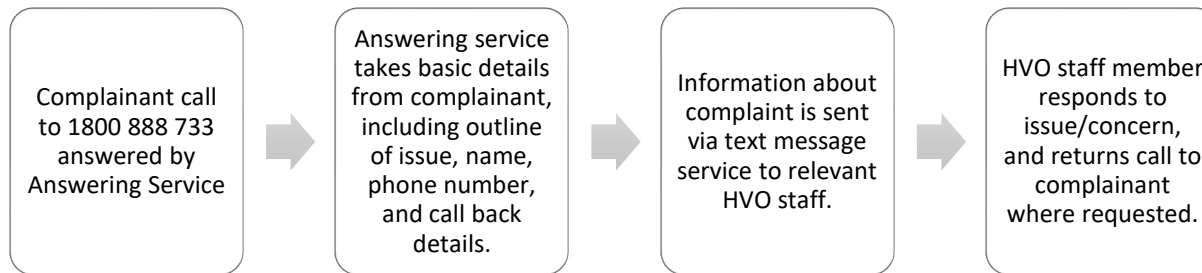 Complainant call
to 1800 888 733
answered by
Answering Service
Answering service
takes basic details
from complainant,
including outline
of issue, name,
phone number,
and call back
details.
Information about
complaint is sent
via text message
service to relevant
HVO staff.
HVO staff member
responds to
issue/concern,
and returns call to
complainant
where requested.